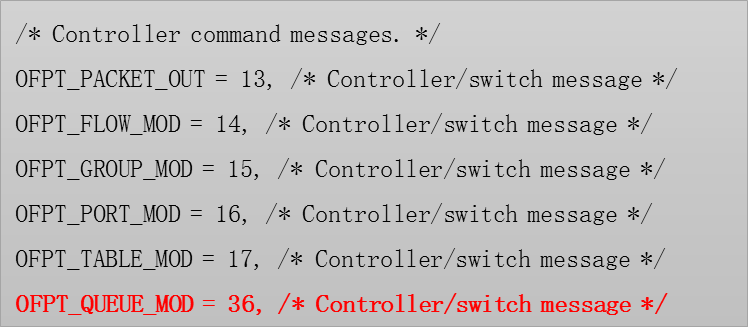 /* Controller command messages. */
OFPT_PACKET_OUT = 13, /* Controller/switch message */
OFPT_FLOW_MOD = 14, /* Controller/switch message */
OFPT_GROUP_MOD = 15, /* Controller/switch message */
OFPT_PORT_MOD = 16, /* Controller/switch message */
OFPT_TABLE_MOD = 17, /* Controller/switch message */
OFPT_QUEUE_MOD = 36, /* Controller/switch message */